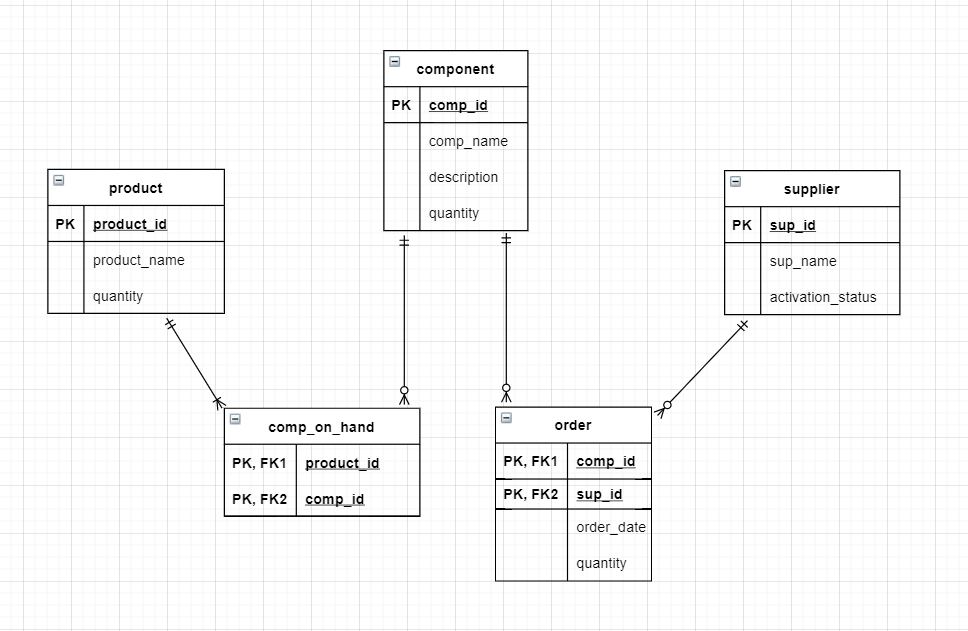 component
PK comp_id
comp_name
description
quantity
product
PK product_id
product_name
quantity
supplier
PK sup_id
sup_name
activation_status
comp_on_hand
PK, FK1 product_id
PK, FK2 comp_id
order
PK, FK1 comp_id
PK, FK2 sup_id
order_date
quantity